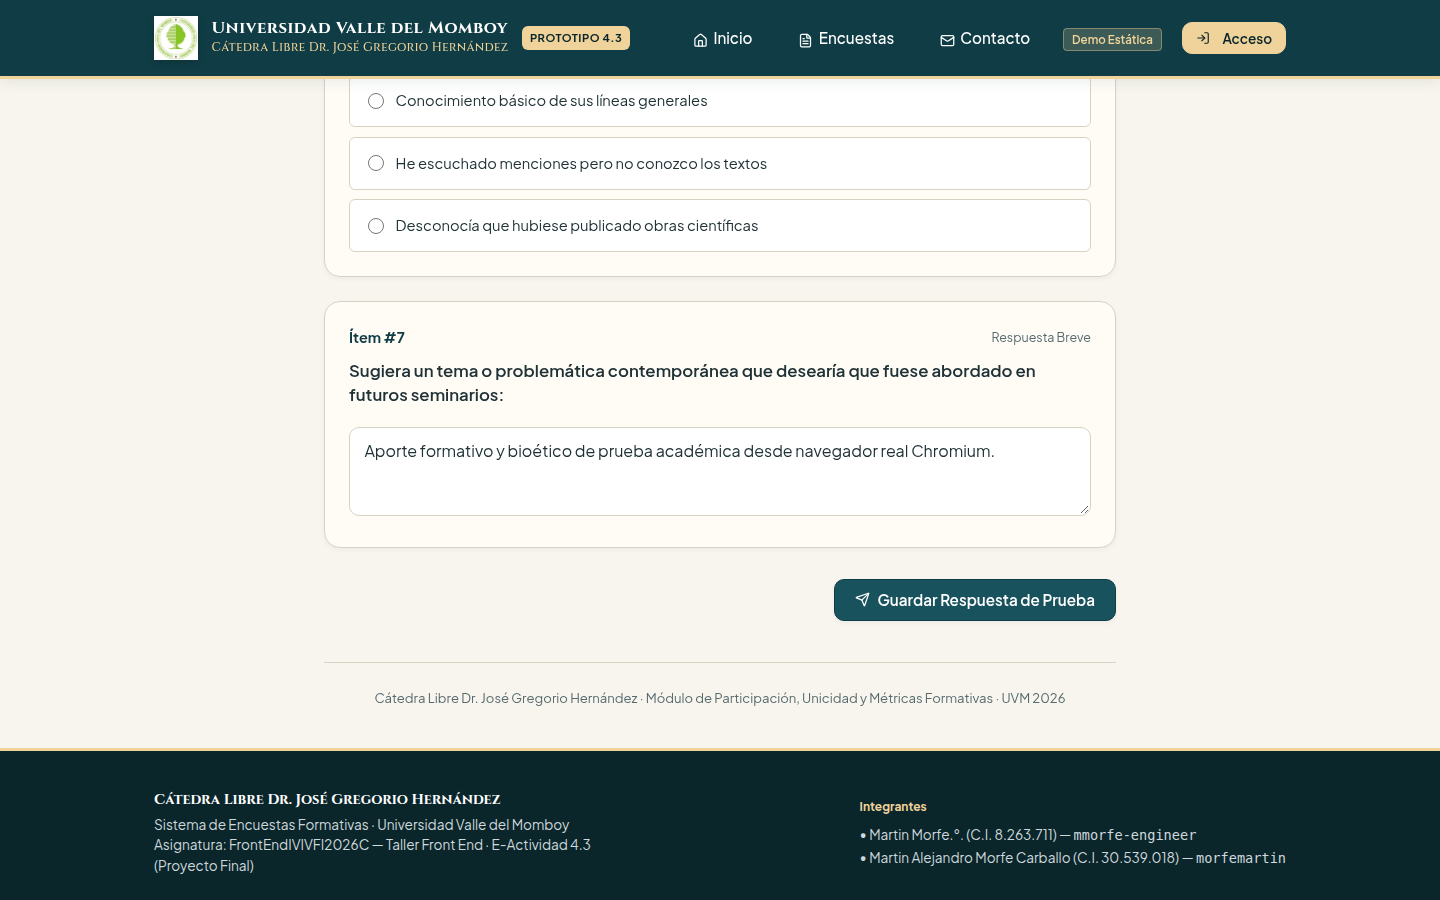 Universidad Valle del Momboy
Cátedra Libre Dr. José Gregorio Hernández
PROTOTIPO 4.3
Inicio
Encuestas
Contacto
Demo Estática
Acceso
Conocimiento básico de sus líneas generales
He escuchado menciones pero no conozco los textos
Desconocía que hubiese publicado obras científicas
Ítem #7
Respuesta Breve
Sugiera un tema o problemática contemporánea que desearía que fuese abordado en
futuros seminarios:
Aporte formativo y bioético de prueba académica desde navegador real Chromium.
Guardar Respuesta de Prueba
Cátedra Libre Dr. José Gregorio Hernández · Módulo de Participación, Unicidad y Métricas Formativas · UVM 2026
Cátedra Libre Dr. José Gregorio Hernández
Sistema de Encuestas Formativas · Universidad Valle del Momboy
Asignatura: FrontEndIVIVFI2026C — Taller Front End · E-Actividad 4.3
(Proyecto Final)
Integrantes
• Martin Morfe.º. (C.I. 8.263.711) — mmorfe-engineer
• Martin Alejandro Morfe Carballo (C.I. 30.539.018) — morfemartin